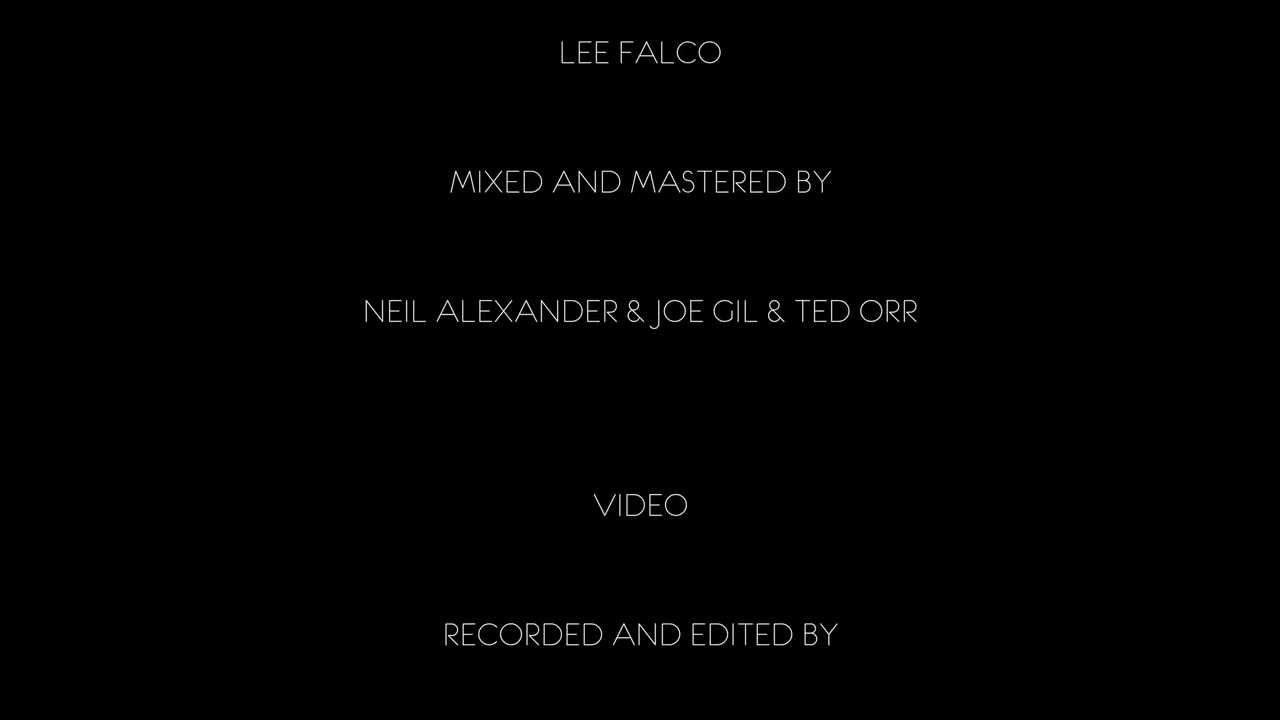 LEE FALCO
MIXED AND MASTERED BY
NEIL ALEXANDER & JOE GIL & TED ORR
VIDEO
RECORDED AND EDITED BY